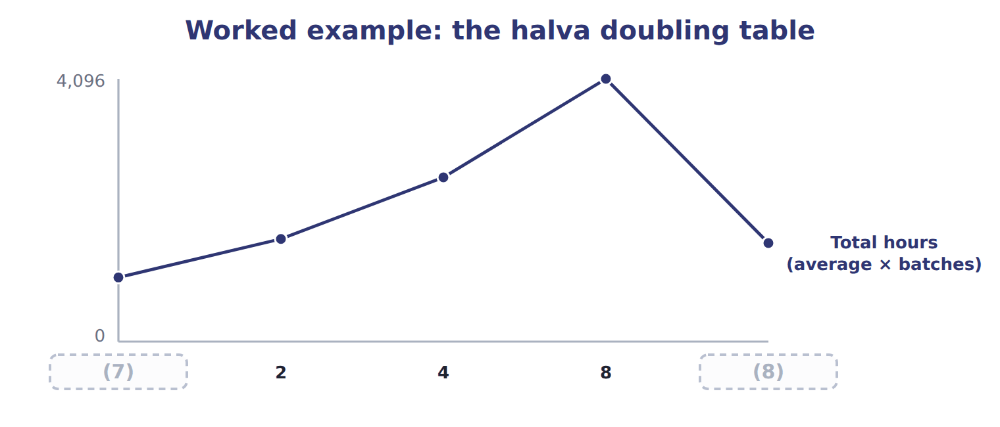 Worked example: the halva doubling table
4,096
0
Total hours
(average × batches)
(7)
2
4
8
(8)